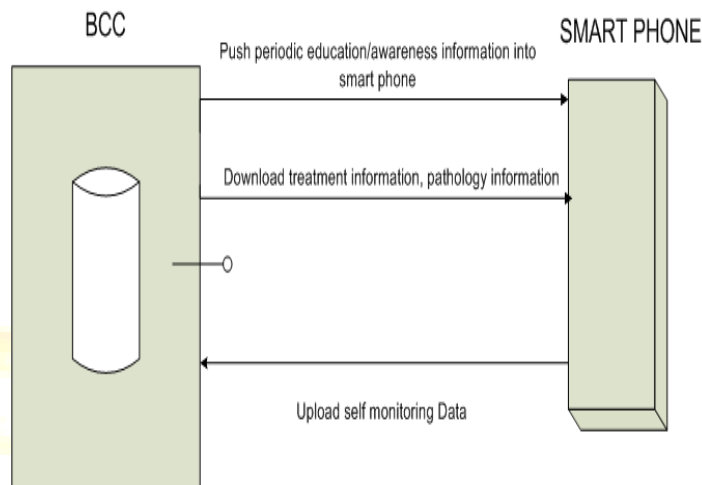 BCC
SMART PHONE
Push periodic education/awareness information into
smart phone
Download treatment information, pathology information
Upload self monitoring Data